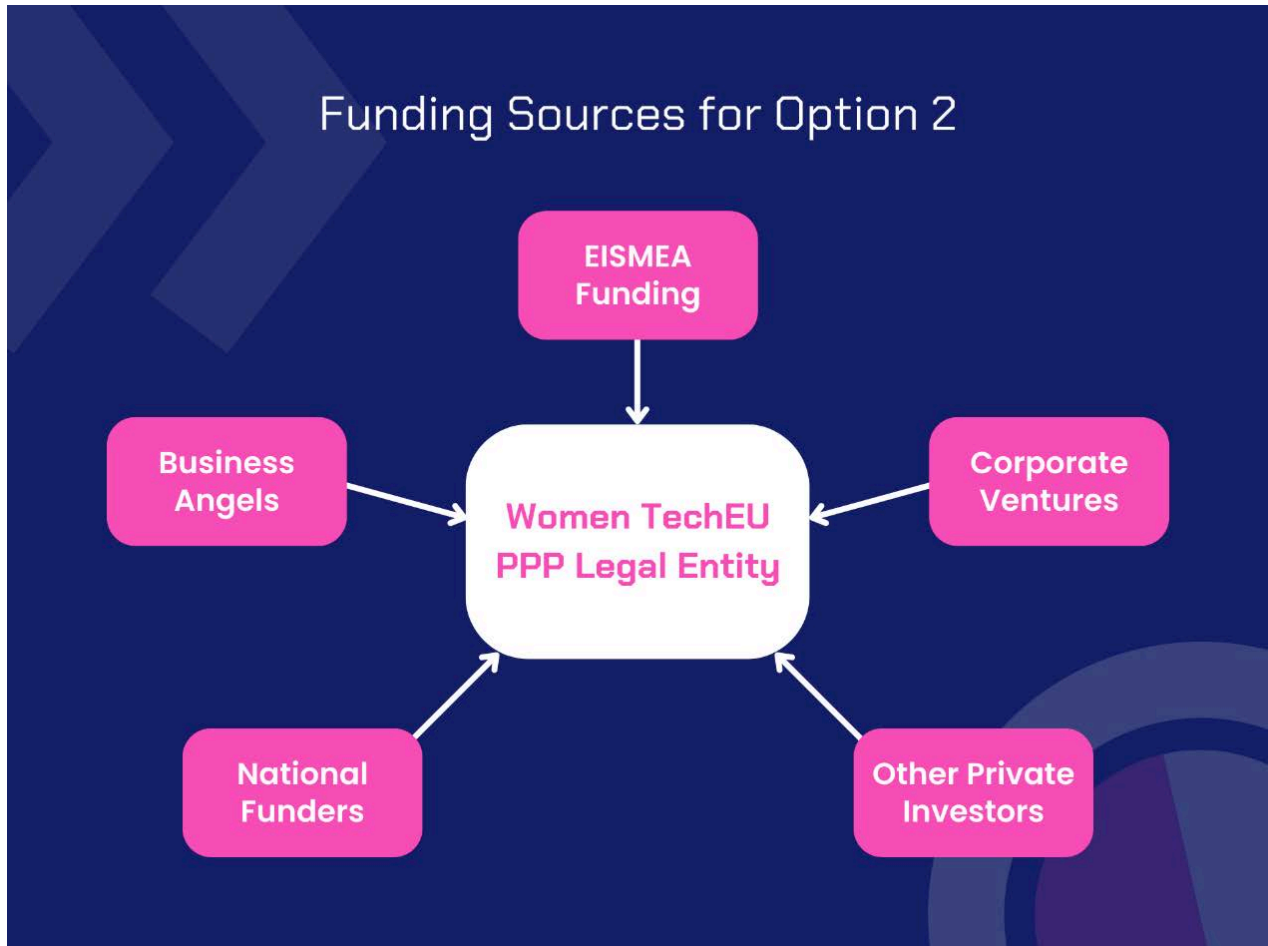 Funding Sources for Option 2
EISMEA
Funding
Business
Angels
Corporate
Ventures
Women TechEU
PPP Legal Entity
National
Funders
Other Private
Investors